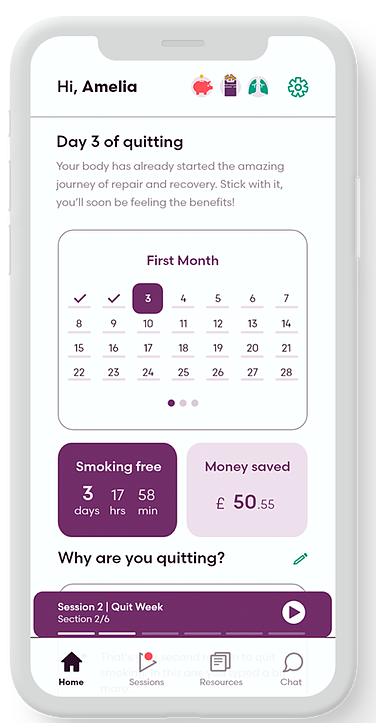 Hi, Amelia
Day 3 of quitting
Your body has already started the amazing
journey of repair and recovery. Stick with it,
you'll soon be feeling the benefits!
First Month
3 4 5 6 7
8 9 10 11 12 13 14
15 16 17 18 19 20 21
22 23 24 25 26 27 28
Smoking free
3 17 58
days hrs min
Money saved
£ 50.55
Why are you quitting?
Session 2 | Quit Week
Section 2/6
Home Sessions Resources Chat